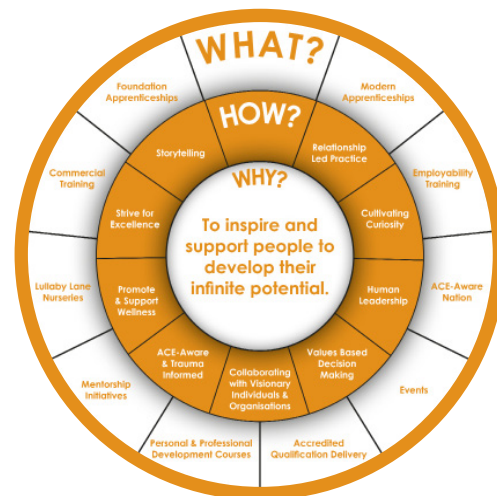 WHAT?
Modern
Apprenticeships
Employability
Training
ACE-Aware
Nation
Events
Accredited
Qualification Delivery
Personal & Professional
Development Courses
Mentorship
Initiatives
Lullaby Lane
Nurseries
Commercial
Training
Foundation
Apprenticeships
HOW?
Relationship
Led Practice
Cultivating
Curiosity
Human
Leadership
Values Based
Decision
Making
Collaborating
with Visionary
Individuals &
Organisations
ACE-Aware
& Trauma
Informed
Promote
& Support
Wellness
Strive for
Excellence
Storytelling
WHY?
To inspire and
support people to
develop their
infinite potential.